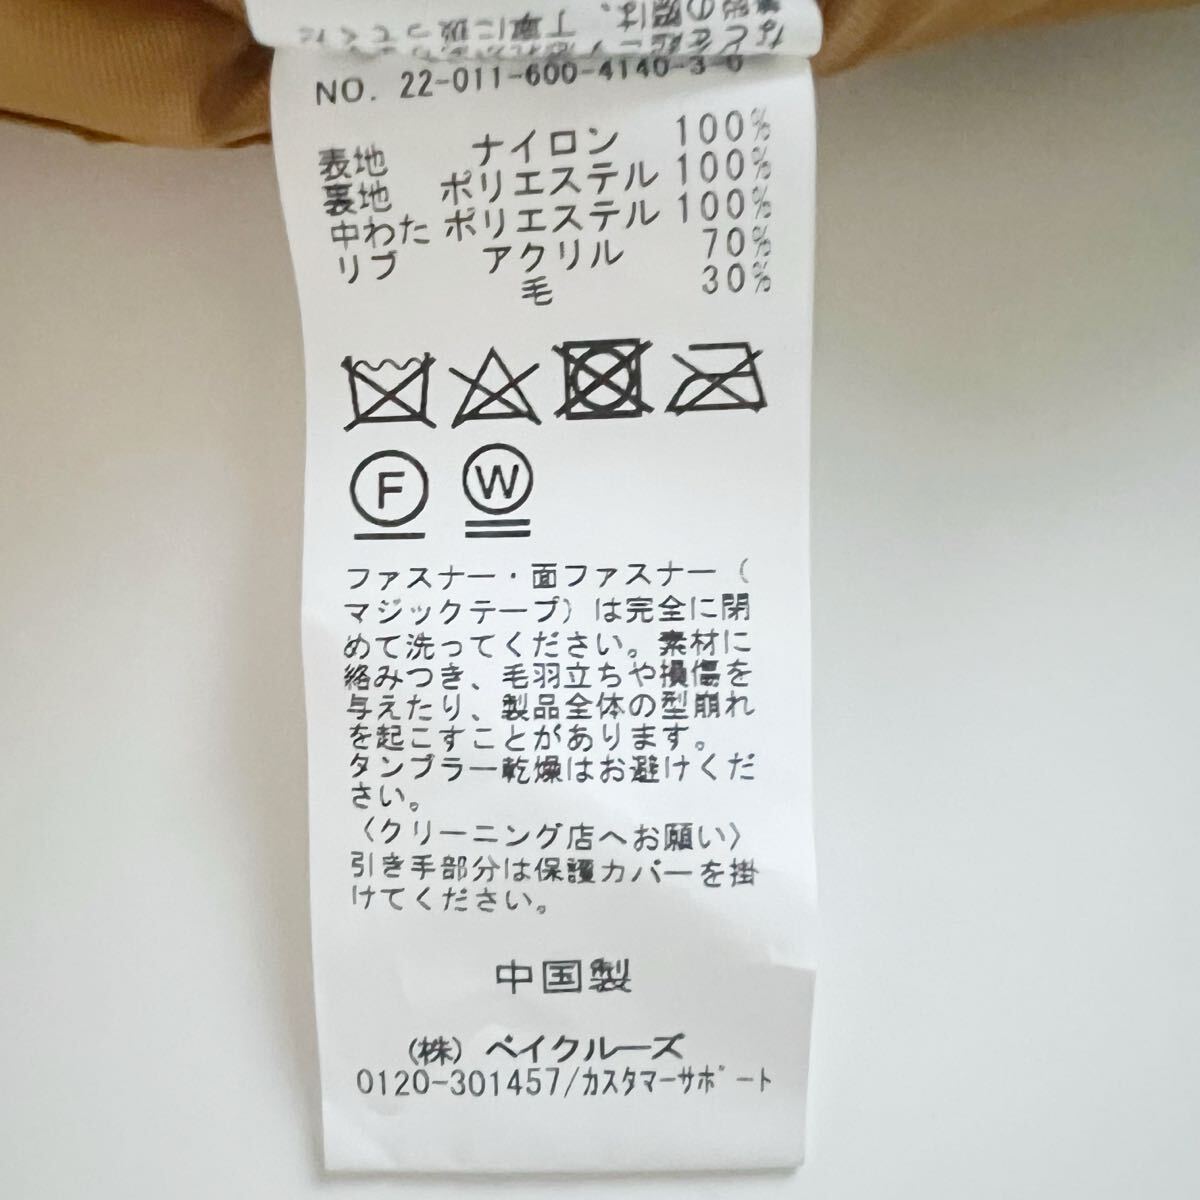 NO. 22-011-600-4140-3-0
表地 ナイロン 100%
裏地 ポリエステル 100%
中わた ポリエステル 100%
リブ アクリル 70%
毛 30%
F W
ファスナー・面ファスナー(
マジックテープ)は完全に閉
めて洗ってください。素材に
絡みつき、毛羽立ちや損傷を
与えたり、製品全体の型崩れ
を起こすことがあります。
タンブラー乾燥はお避けくだ
さい。
〈クリーニング店へお願い〉
引き手部分は保護カバーを掛
けてください。
中国製
(株) ベイクルーズ
0120-301457/カスタマーサポート